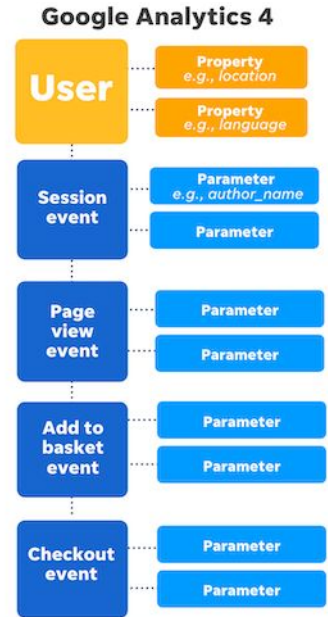 Google Analytics 4
User
Property
e.g., location
Property
e.g., language
Session
event
Parameter
e.g., author_name
Parameter
Page
view
event
Parameter
Parameter
Add to
basket
event
Parameter
Parameter
Checkout
event
Parameter
Parameter